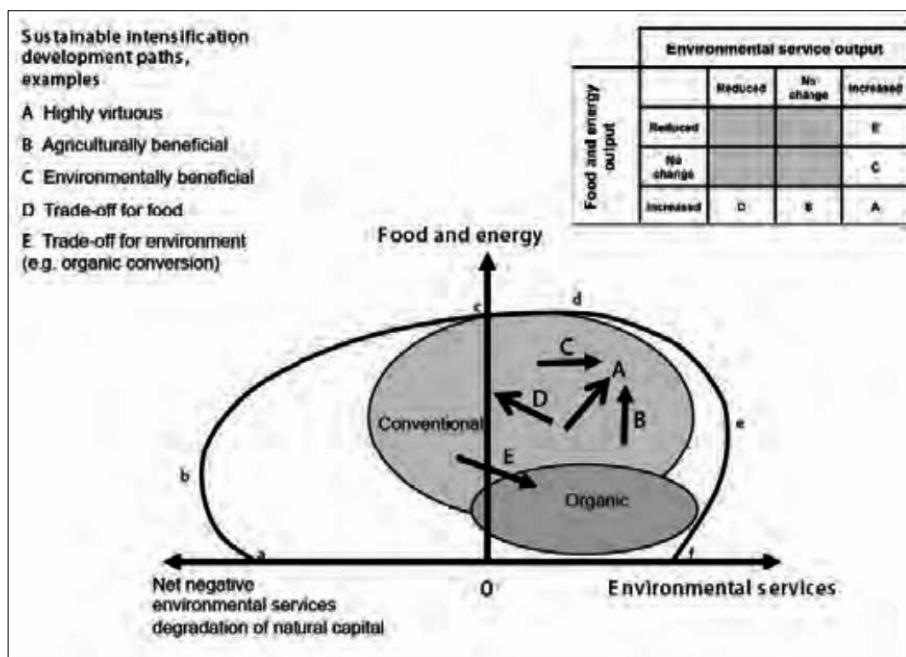 Sustainable intensification
development paths,
examples
A Highly virtuous
B Agriculturally beneficial
C Environmentally beneficial
D Trade-off for food
E Trade-off for environment
(e.g. organic conversion)
Environmental service output
Food and energy
output
Reduced
No
change
Increased
Reduced
E
No
change
C
Increased
D
B
A
Food and energy
c
d
C
A
D
B
Conventional
E
e
b
Organic
a
f
Net negative
environmental services
degradation of natural capital
0
Environmental services